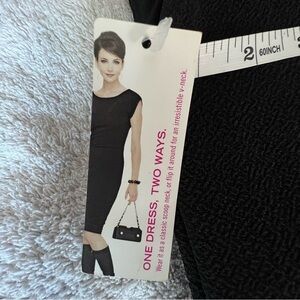 ONE DRESS, TWO WAYS.
Wear it as a classic scoop neck, or flip it around for an irresistible v-neck.
2 60INCH